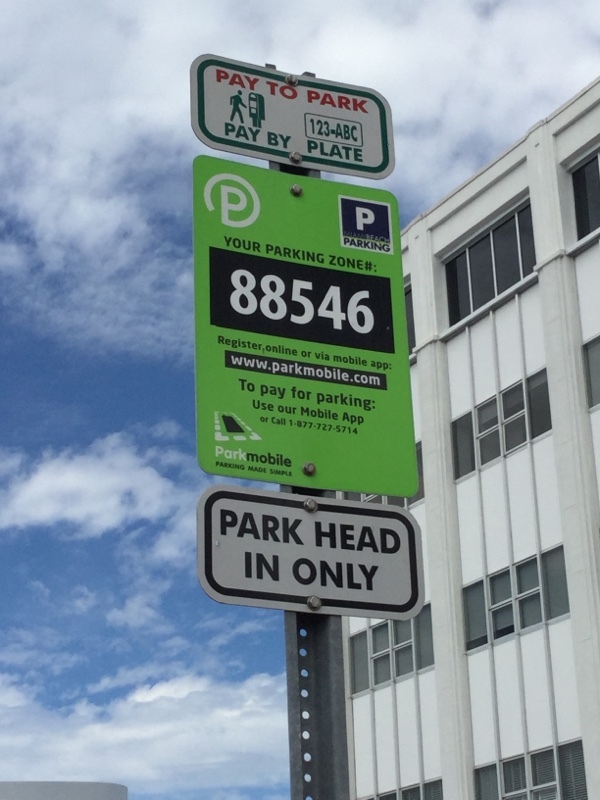 PAY TO PARK
123-ABC
PAY BY PLATE
P
P
MIAMIBEACH
PARKING
YOUR PARKING ZONE#:
88546
Register online or via mobile app:
www.parkmobile.com
To pay for parking:
Use our Mobile App
or Call 1-877-727-5714
Parkmobile
PARKING MADE SIMPLE
PARK HEAD
IN ONLY